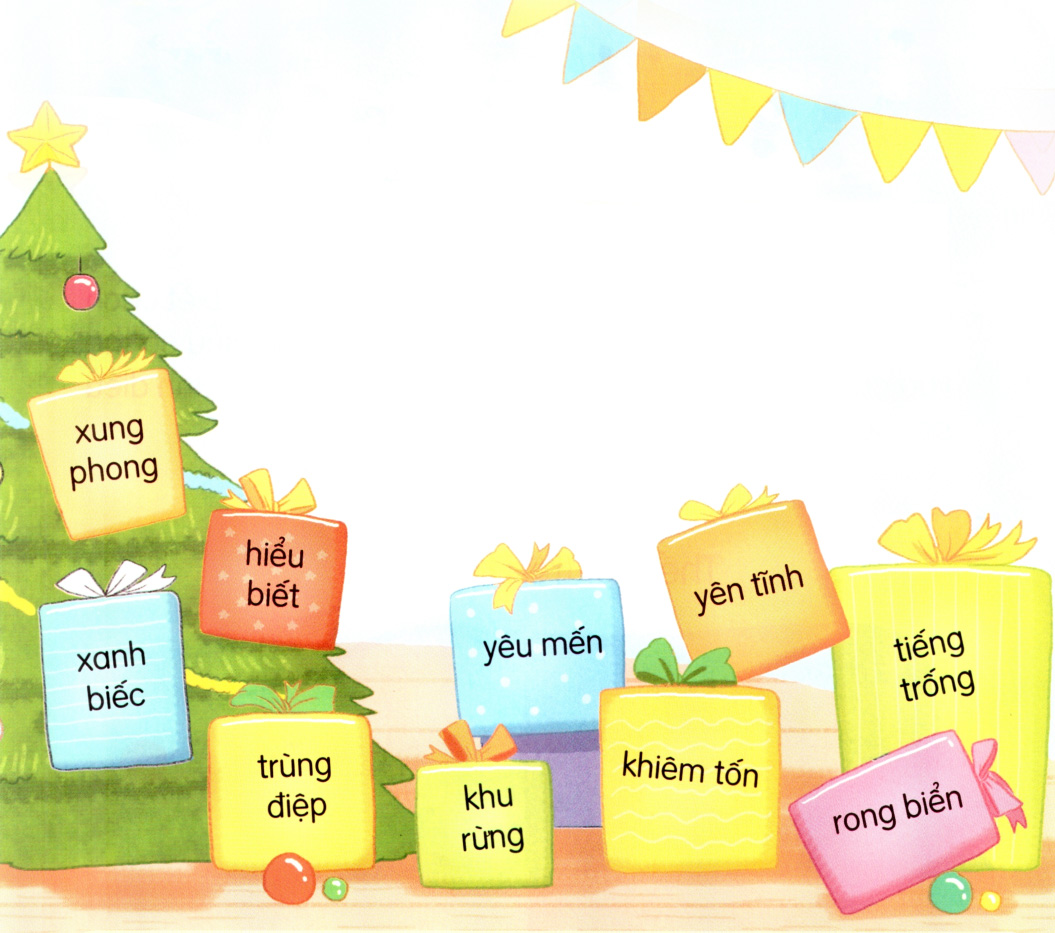 xung
phong
hiểu
biết
xanh
biếc
yêu mến
yên tĩnh
tiếng
trống
trùng
điệp
khu
rừng
khiêm tốn
rong biển